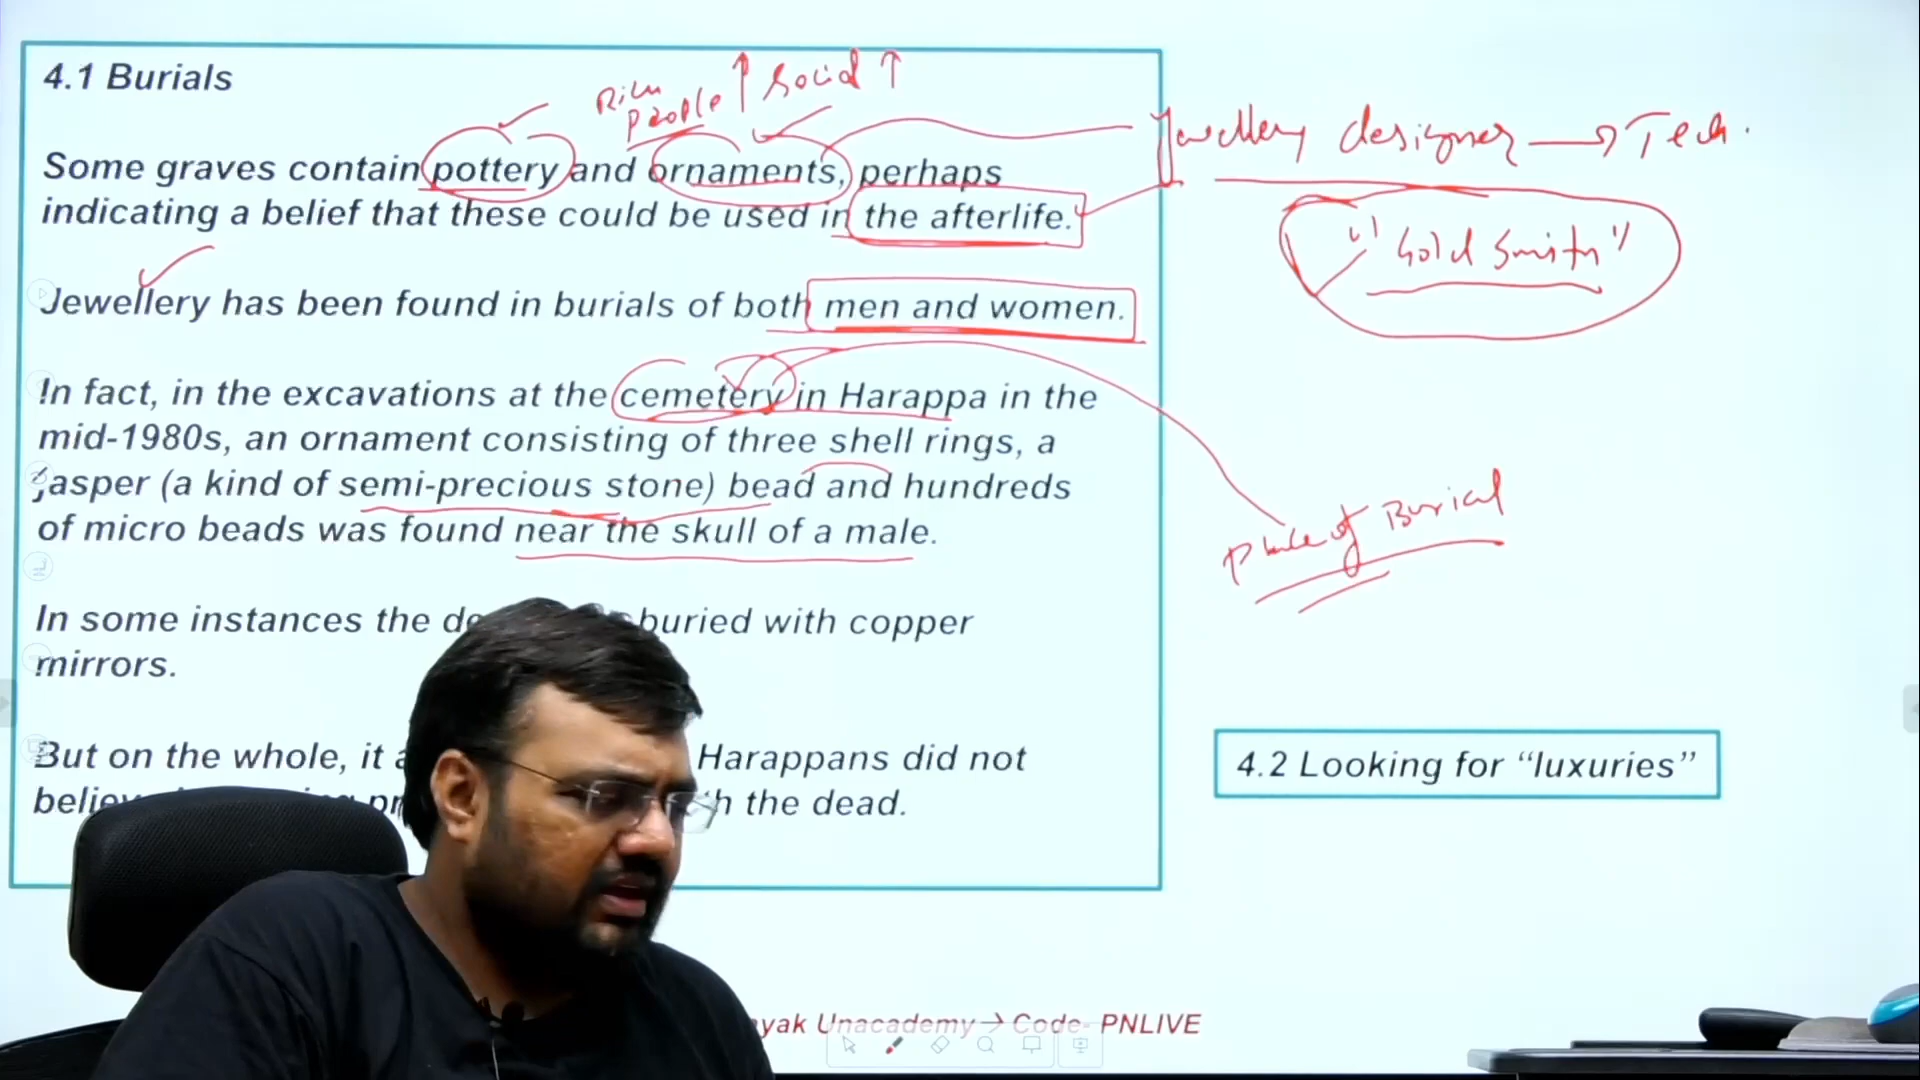 4.1 Burials
Rich people ↑ Social ↑
Some graves contain pottery and ornaments, perhaps
indicating a belief that these could be used in the afterlife.
Jewellery designer → Tech.
"Gold Smith"
Jewellery has been found in burials of both men and women.
In fact, in the excavations at the cemetery in Harappa in the
mid-1980s, an ornament consisting of three shell rings, a
jasper (a kind of semi-precious stone) bead and hundreds
of micro beads was found near the skull of a male.
place of Burial
In some instances the buried with copper
mirrors.
But on the whole, it Harappans did not
the dead.
4.2 Looking for “luxuries”
Unacademy→ Code- PNLIVE